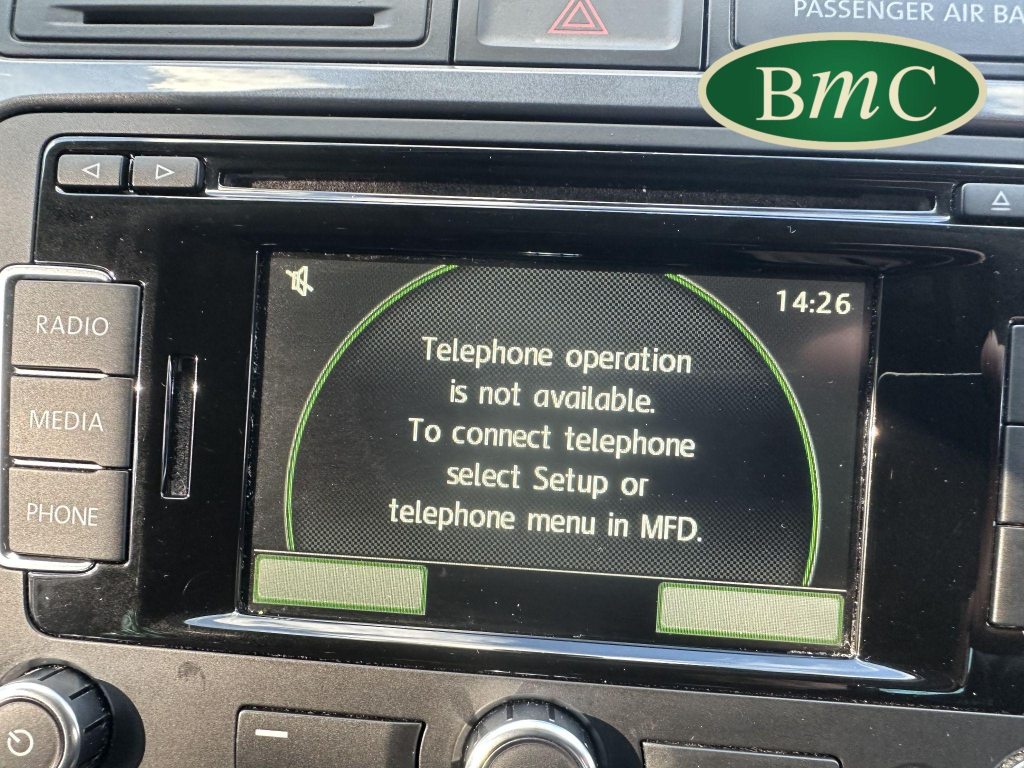 PASSENGER AIR BA
BmC
14:26
RADIO
MEDIA
PHONE
Telephone operation
is not available.
To connect telephone
select Setup or
telephone menu in MFD.